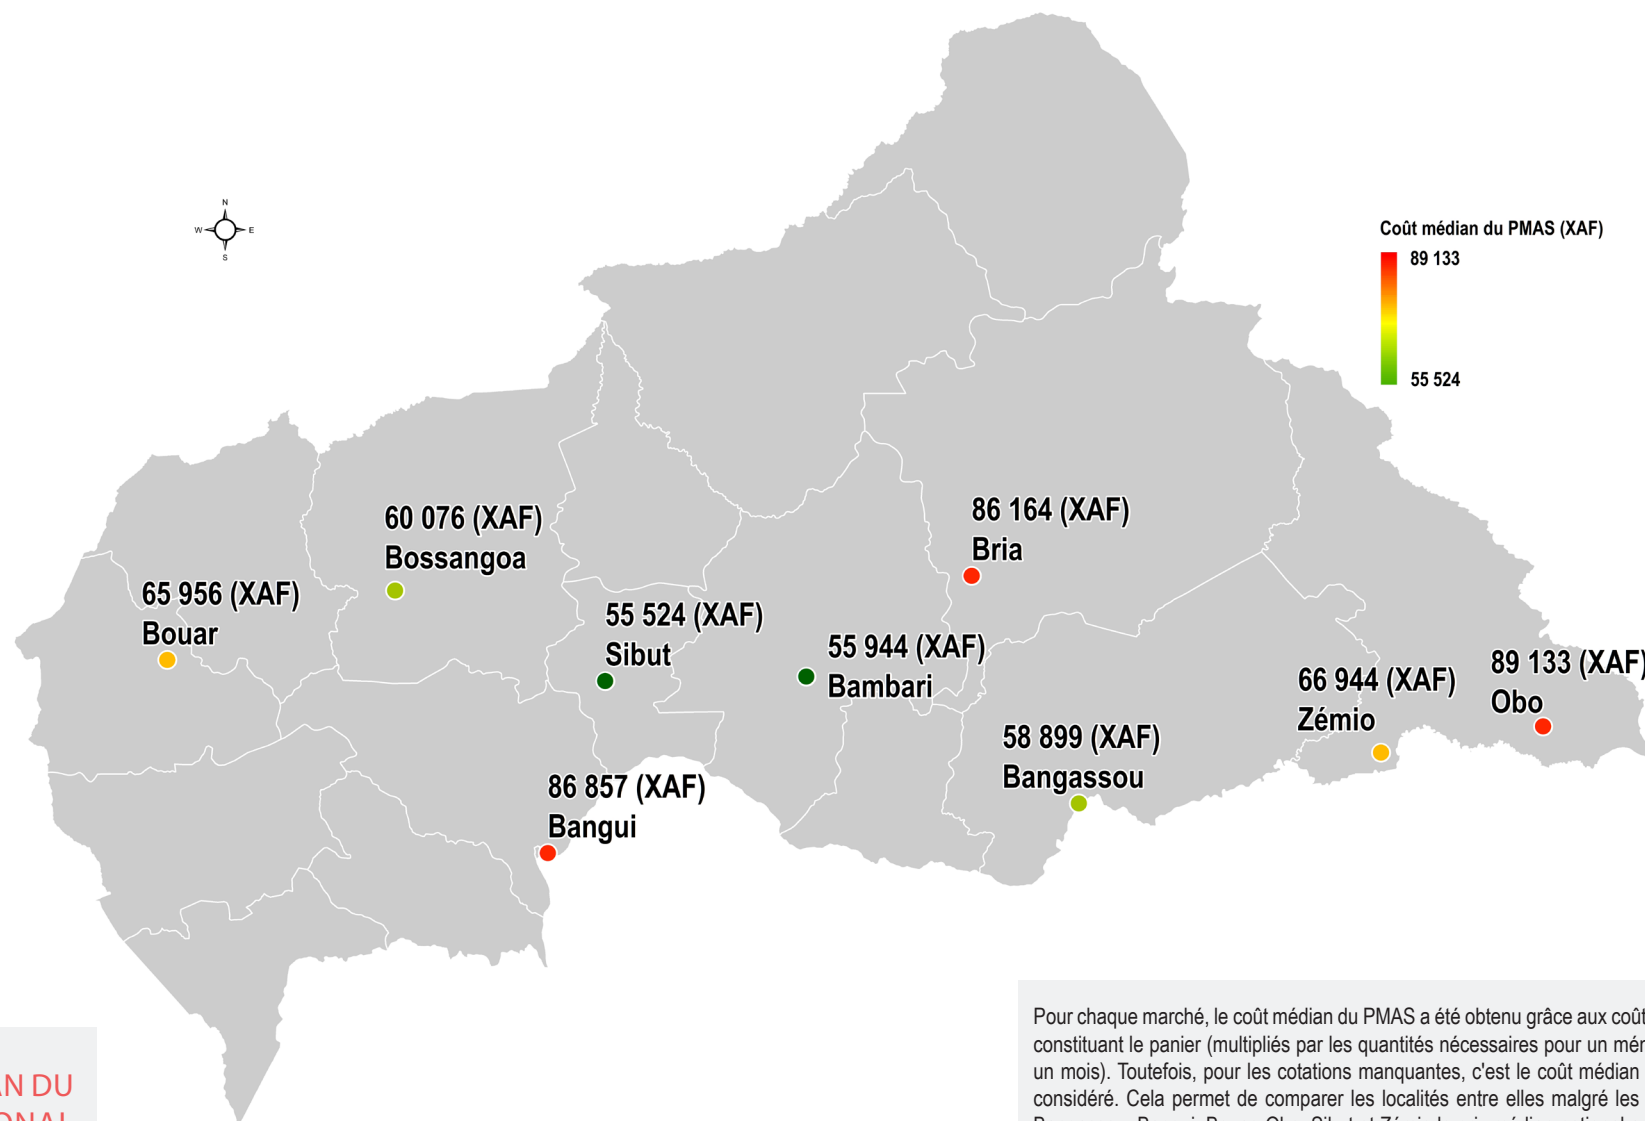 N
W
E
S
Coût médian du PMAS (XAF)
89 133
55 524
60 076 (XAF)
Bossangoa
86 164 (XAF)
Bria
65 956 (XAF)
Bouar
55 524 (XAF)
Sibut
55 944 (XAF)
Bambari
66 944 (XAF)
Zémio
89 133 (XAF)
Obo
58 899 (XAF)
Bangassou
86 857 (XAF)
Bangui
Pour chaque marché, le coût médian du PMAS a été obtenu grâce aux coût
constituant le panier (multipliés par les quantités nécessaires pour un
un mois). Toutefois, pour les cotations manquantes, c'est le coût médian
considéré. Cela permet de comparer les localités entre elles malgré les
DU